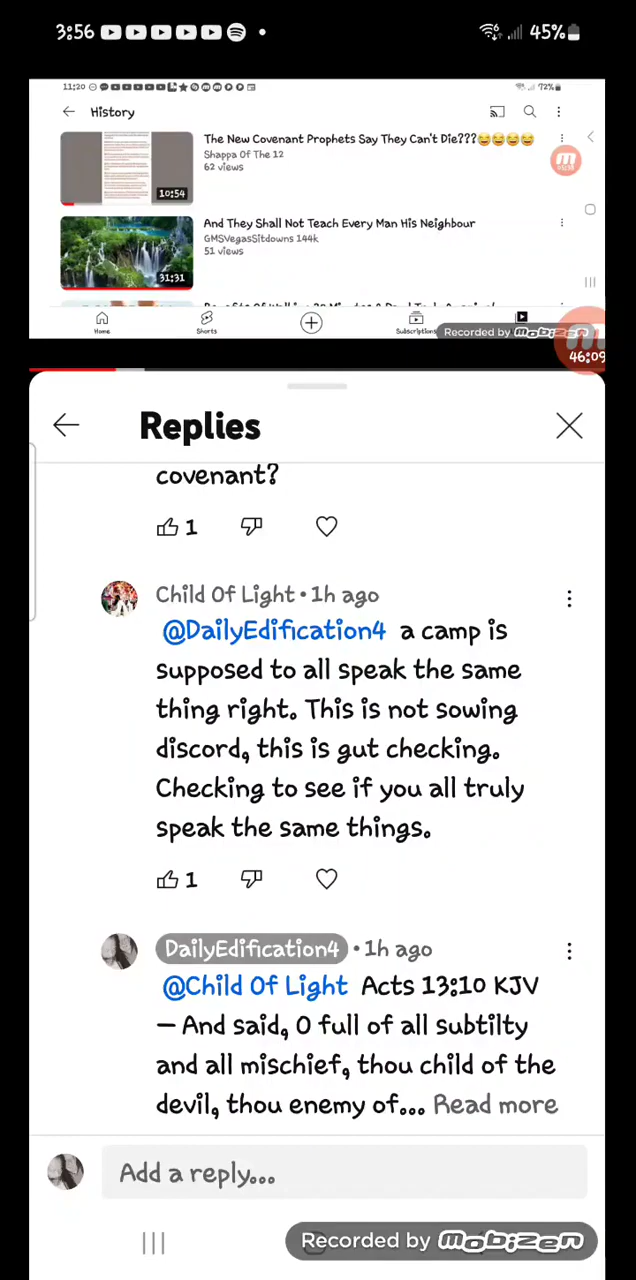 3:56
45%
11:20
72%
History
The New Covenant Prophets Say They Can't Die???😂😂😂😂
Shappa Of The 12
62 views
10:54
And They Shall Not Teach Every Man His Neighbour
GMSVegasSitdowns 144k
51 views
31:31
Home
Shorts
Subscriptions
Recorded by mobizen
46:09
Replies
covenant?
1
Child Of Light • 1h ago
@DailyEdification4 a camp is
supposed to all speak the same
thing right. This is not sowing
discord, this is gut checking.
Checking to see if you all truly
speak the same things.
1
DailyEdification4 • 1h ago
@Child Of Light Acts 13:10 KJV
— And said, O full of all subtilty
and all mischief, thou child of the
devil, thou enemy of... Read more
Add a reply...
Recorded by mobizen